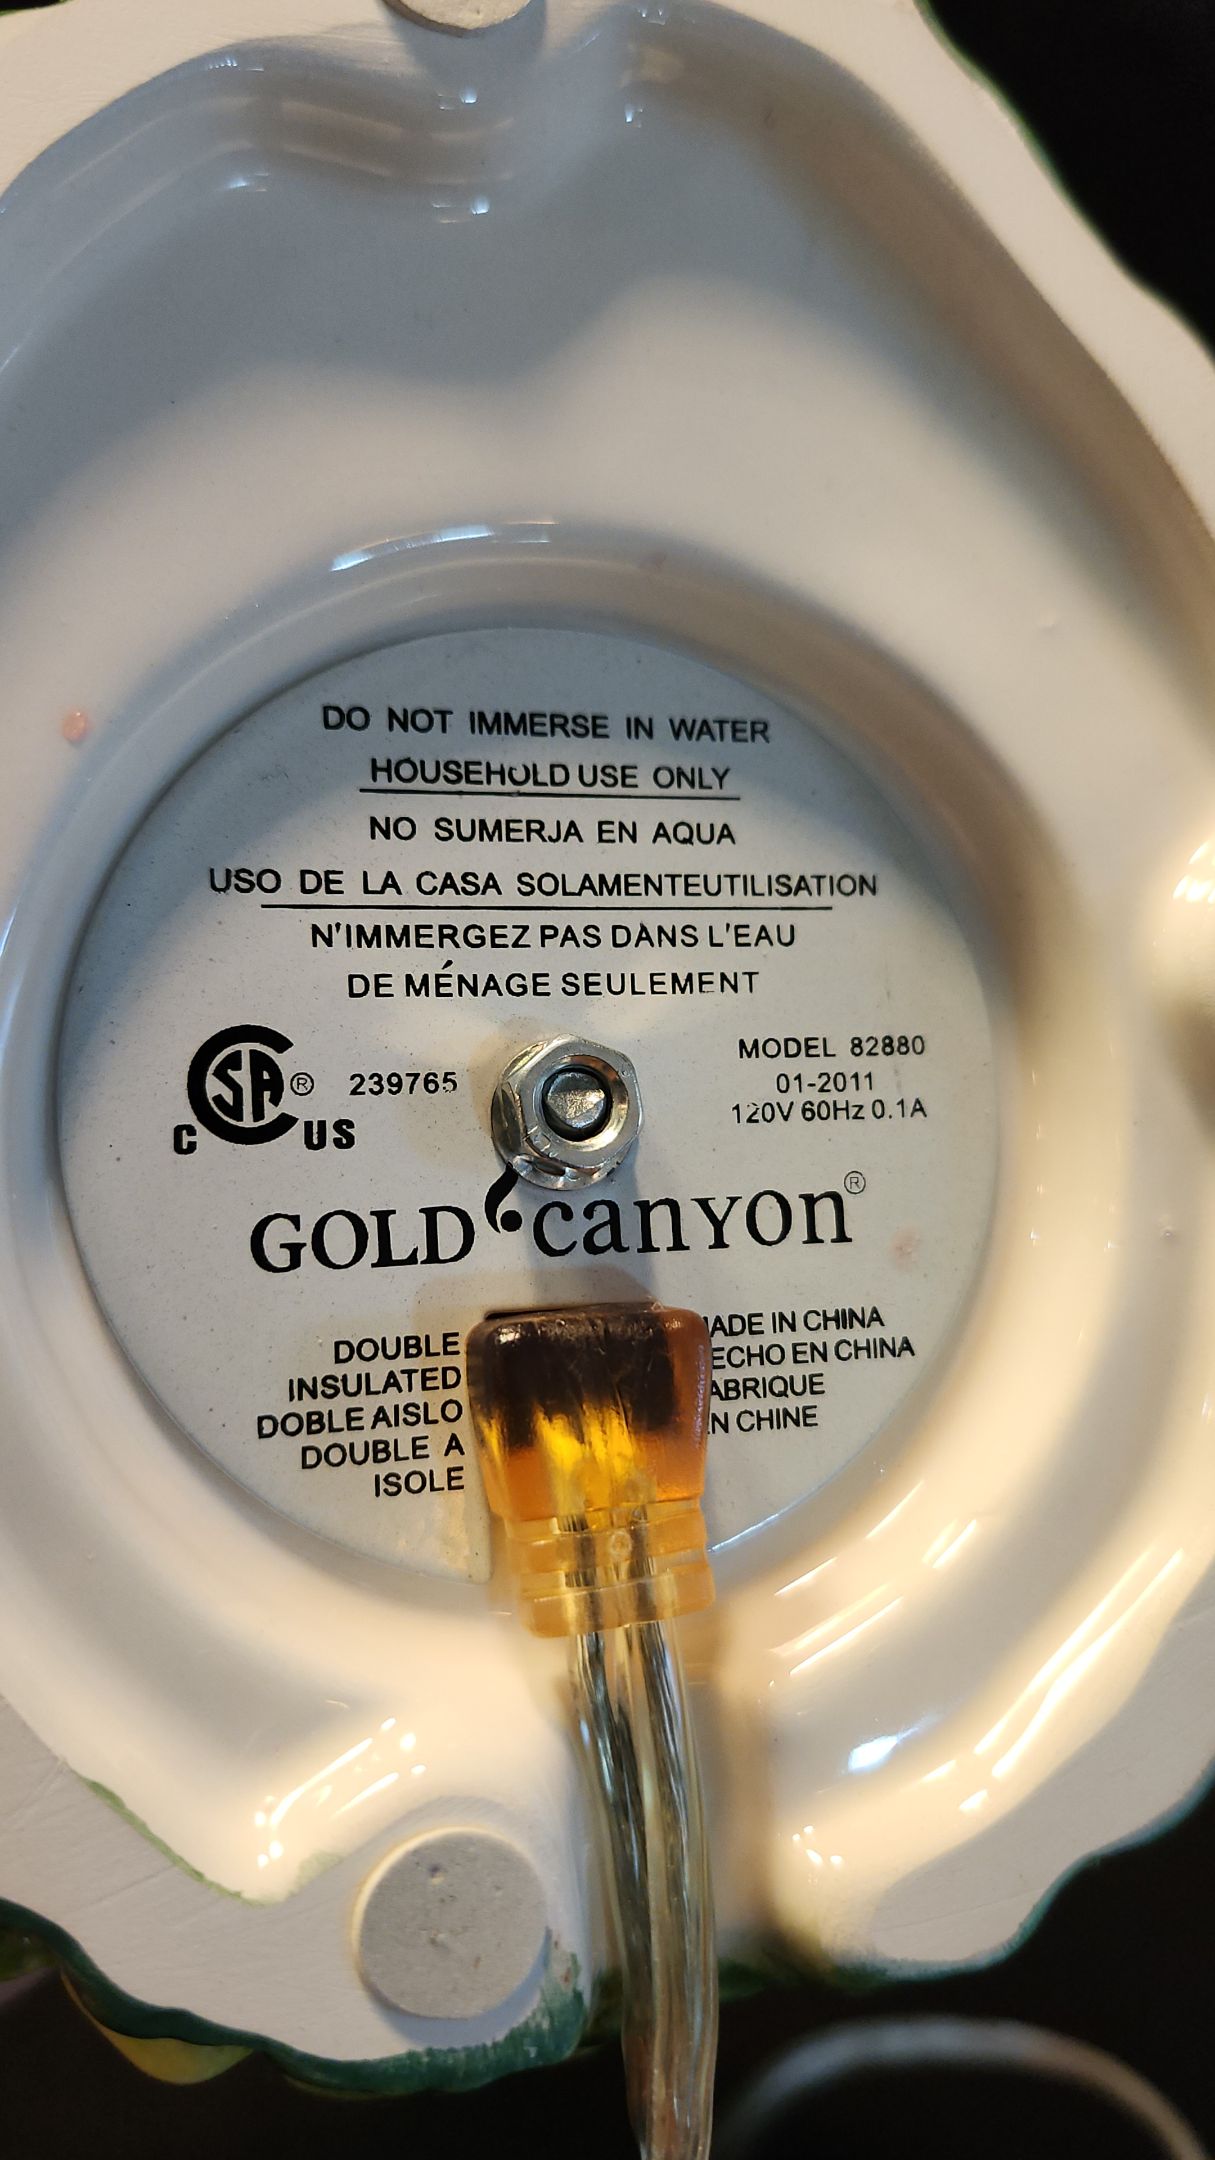 DO NOT IMMERSE IN WATER
HOUSEHOLD USE ONLY
NO SUMERJA EN AQUA
USO DE LA CASA SOLAMENTEUTILISATION
N'IMMERGEZ PAS DANS L'EAU
DE MÉNAGE SEULEMENT
CSA® 239765
C US
MODEL 82880
01-2011
120V 60Hz 0.1A
GOLD canyon®
DOUBLE
INSULATED
DOBLE AISLO
DOUBLE A
ISOLE
ADE IN CHINA
ECHO EN CHINA
ABRIQUE
N CHINE